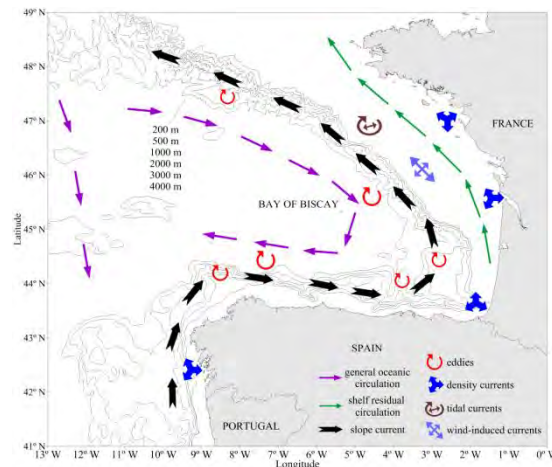 49° N
48° N
47° N
46° N
45° N
44° N
43° N
42° N
41° N
Latitude
200 m
500 m
1000 m
2000 m
3000 m
4000 m
FRANCE
BAY OF BISCAY
SPAIN
PORTUGAL
general oceanic
circulation
shelf residual
circulation
slope current
eddies
density currents
tidal currents
wind-induced currents
13° W 12° W 11° W 10° W 9° W 8° W 7° W 6° W 5° W 4° W 3° W 2° W 1° W 0° W
Longitude